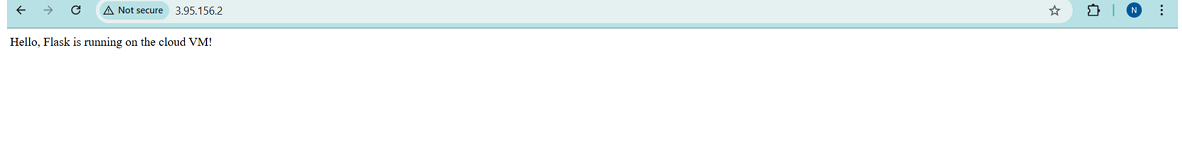 Not secure 3.95.156.2 N
Hello, Flask is running on the cloud VM!